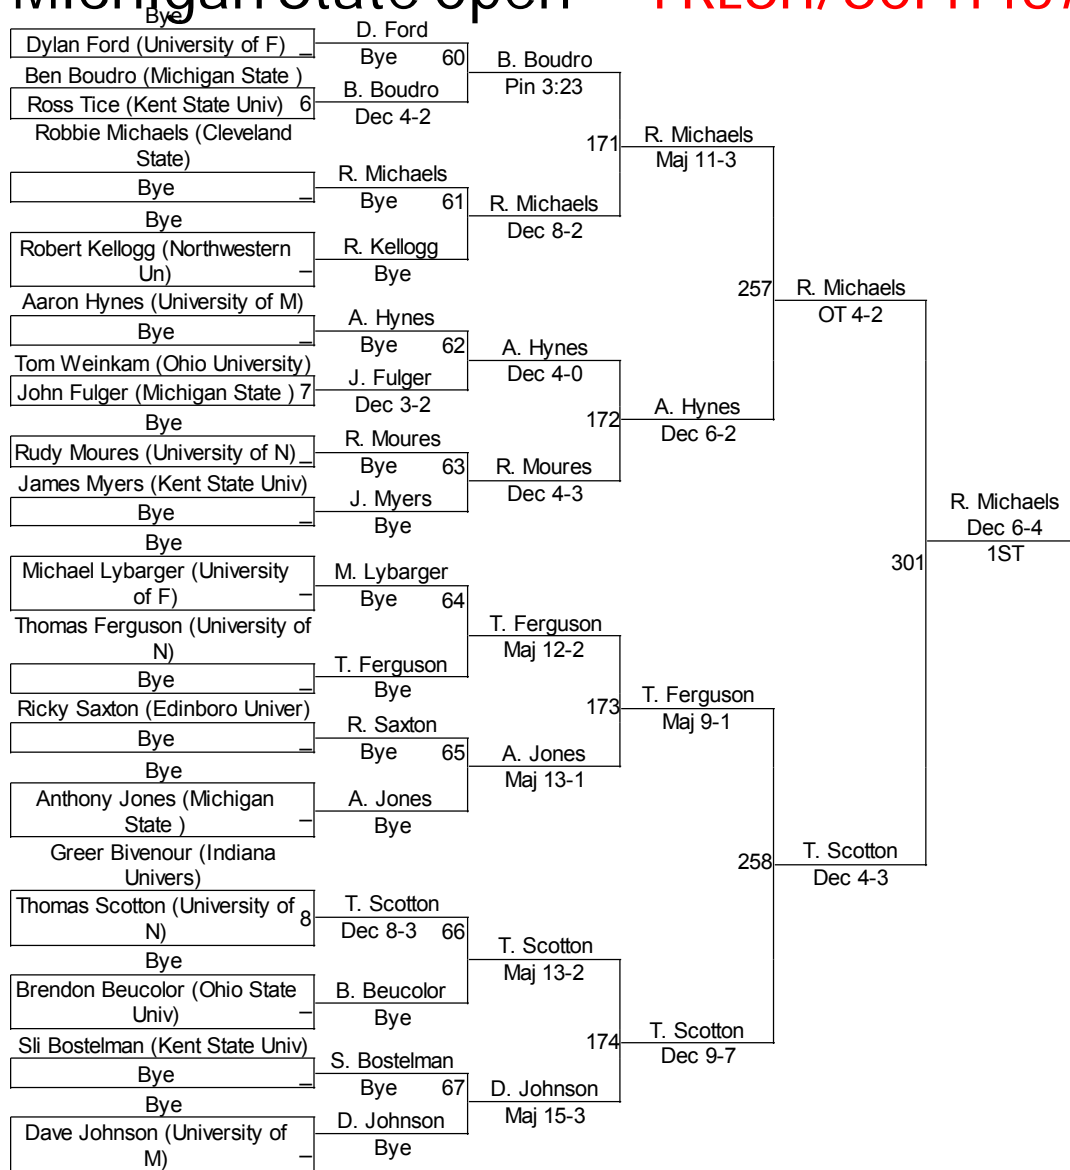 Michigan State open FRESH/SOPH 157
Bye
Dylan Ford (University of F) _
Ben Boudro (Michigan State )
Ross Tice (Kent State Univ) 6
Robbie Michaels (Cleveland
State)
Bye _
Bye
Robert Kellogg (Northwestern
Un) _
Aaron Hynes (University of M)
Bye _
Tom Weinkam (Ohio University)
John Fulger (Michigan State ) 7
Bye
Rudy Moures (University of N) _
James Myers (Kent State Univ)
Bye _
Bye
Michael Lybarger (University
of F) _
Thomas Ferguson (University of
N)
Bye _
Ricky Saxton (Edinboro Univer)
Bye _
Bye
Anthony Jones (Michigan
State ) _
Greer Bivenour (Indiana
Univers)
Thomas Scotton (University of
N) 8
Bye
Brendon Beucolor (Ohio State
Univ) _
Sli Bostelman (Kent State Univ)
Bye _
Bye
Dave Johnson (University of
M) _
D. Ford
Bye 60
B. Boudro
Dec 4-2
R. Michaels
Bye 61
R. Kellogg
Bye
A. Hynes
Bye 62
J. Fulger
Dec 3-2
R. Moures
Bye 63
J. Myers
Bye
M. Lybarger
Bye 64
T. Ferguson
Bye
R. Saxton
Bye 65
A. Jones
Bye
T. Scotton
Dec 8-3 66
B. Beucolor
Bye
S. Bostelman
Bye 67
D. Johnson
Bye
B. Boudro
Pin 3:23
171
R. Michaels
Dec 8-2
A. Hynes
Dec 4-0
172
R. Moures
Dec 4-3
T. Ferguson
Maj 12-2
173
A. Jones
Maj 13-1
T. Scotton
Maj 13-2
174
D. Johnson
Maj 15-3
R. Michaels
Maj 11-3
257
A. Hynes
Dec 6-2
T. Ferguson
Maj 9-1
258
T. Scotton
Dec 9-7
R. Michaels
OT 4-2
301
T. Scotton
Dec 4-3
R. Michaels
Dec 6-4
1ST